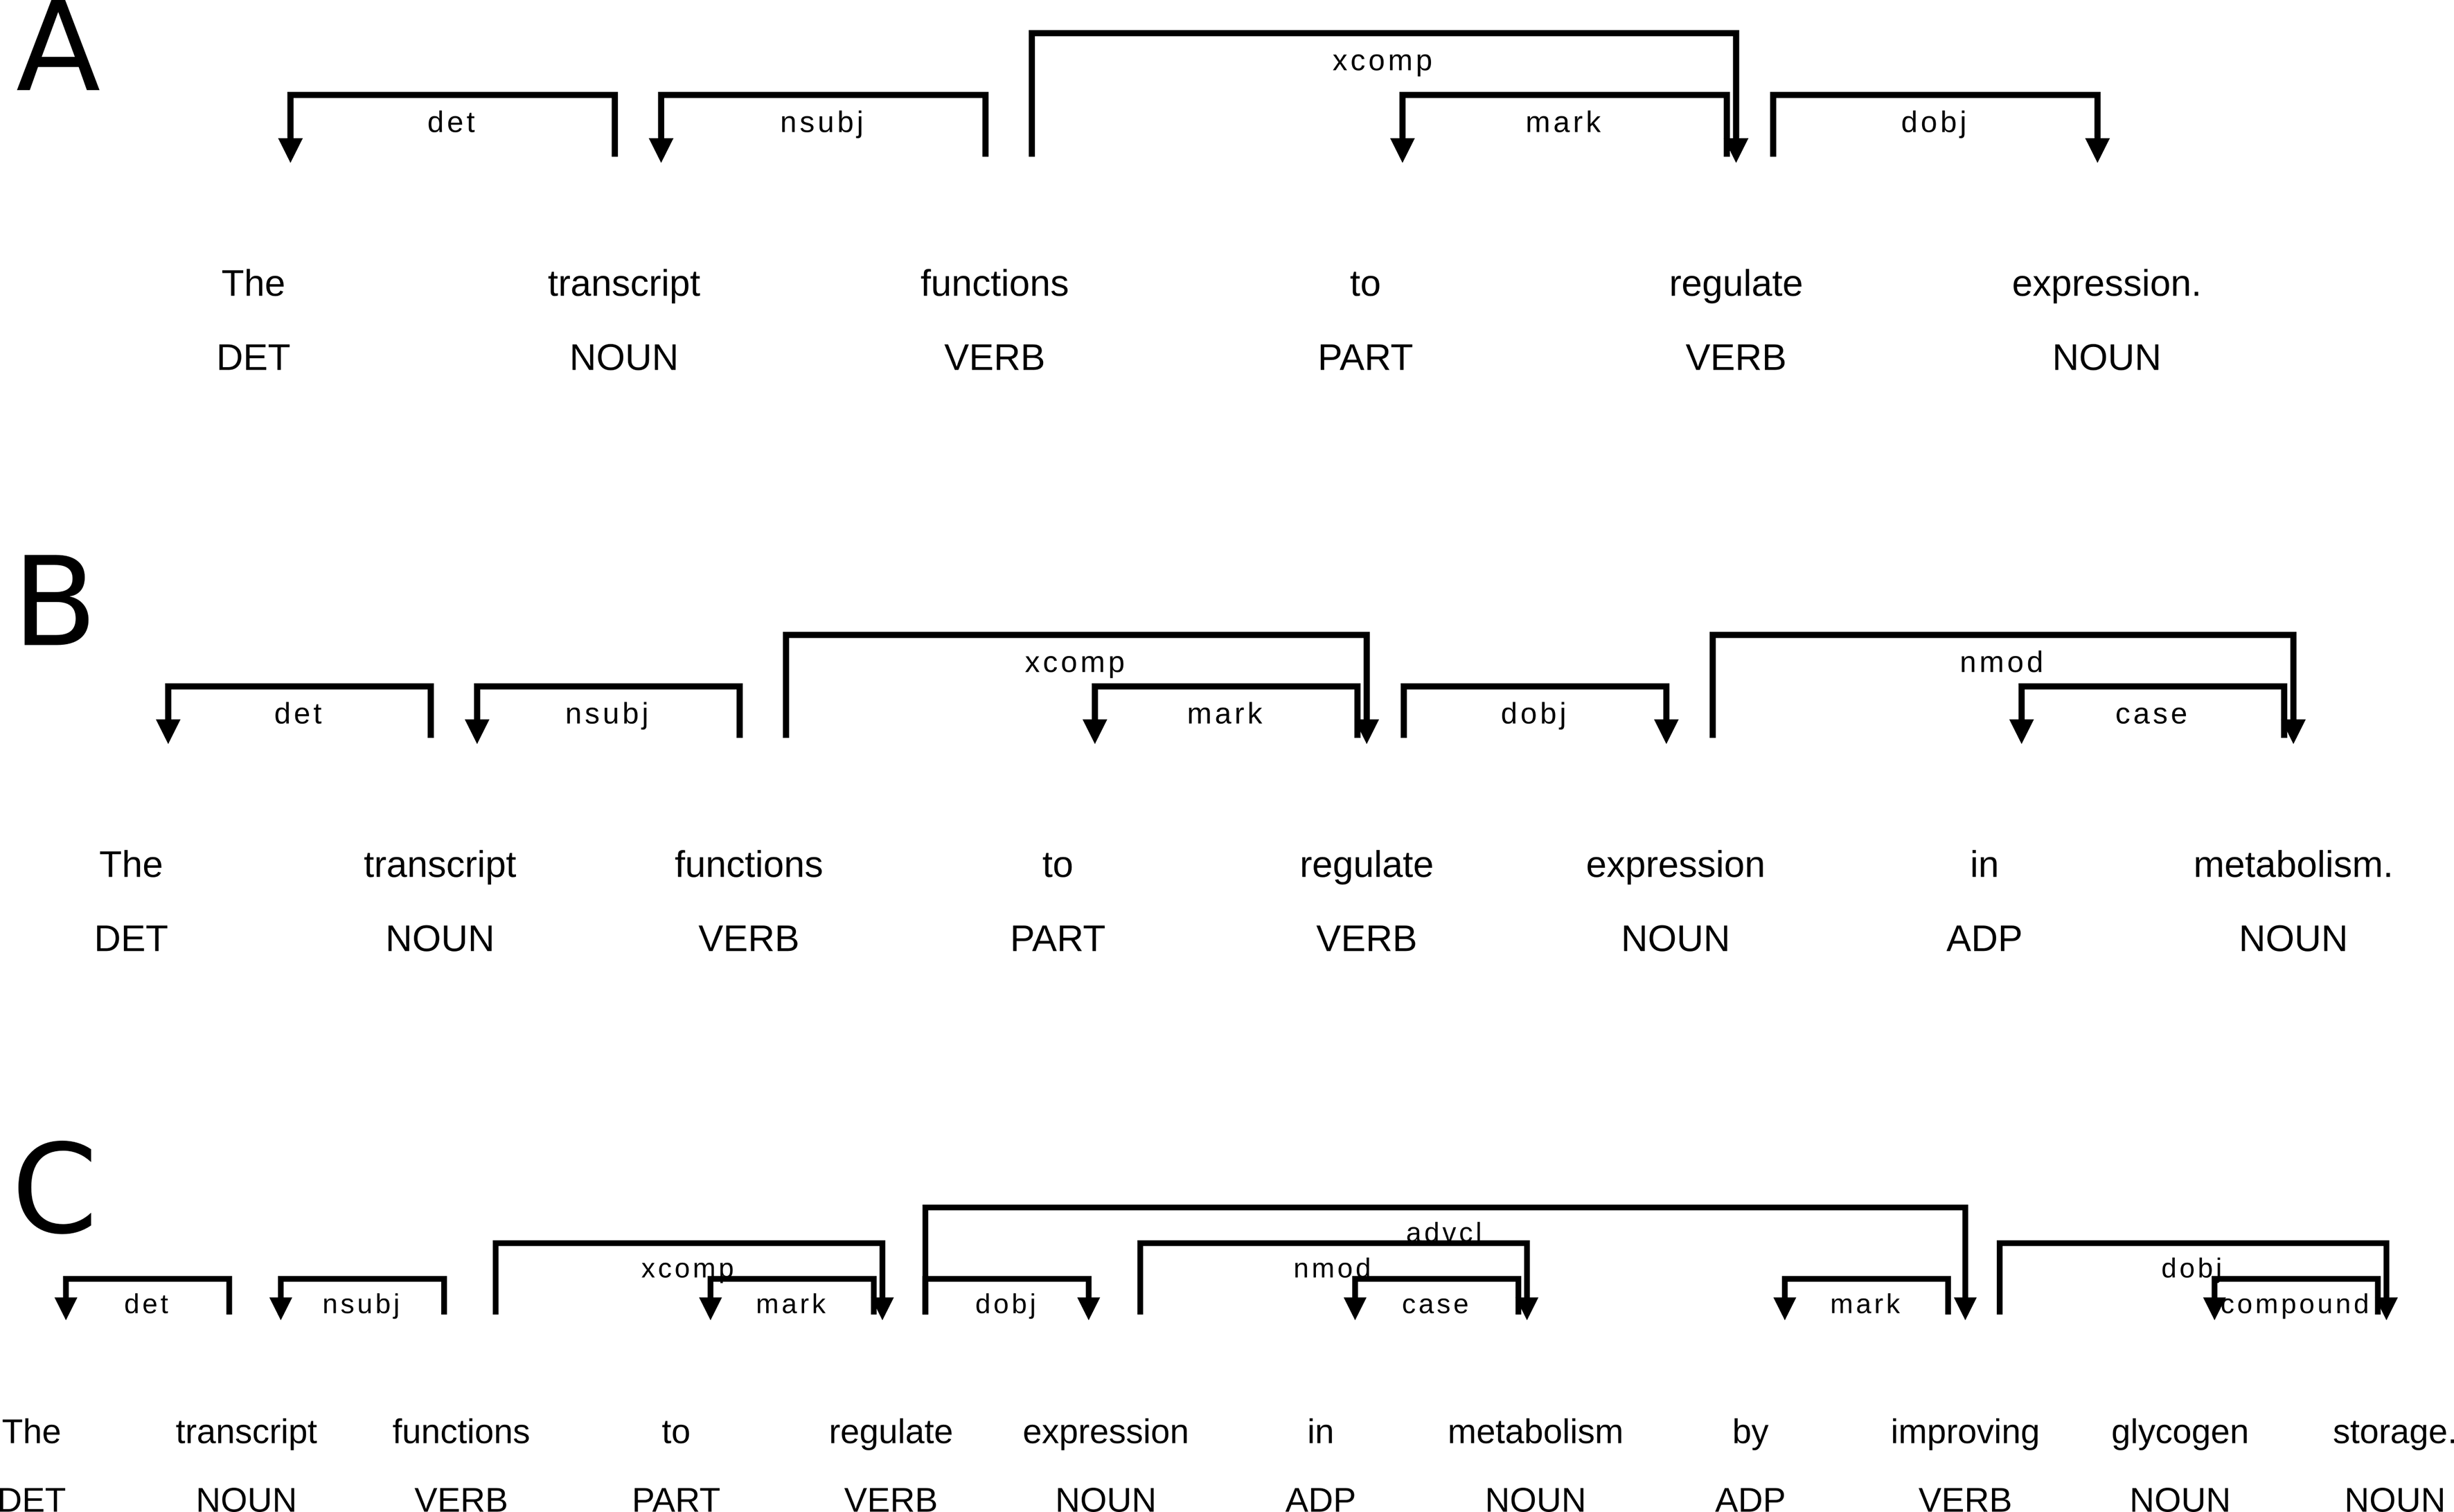 A
xcomp
det nsubj mark dobj
The transcript functions to regulate expression.
DET NOUN VERB PART VERB NOUN
B
xcomp nmod
det nsubj mark dobj case
The transcript functions to regulate expression in metabolism.
DET NOUN VERB PART VERB NOUN ADP NOUN
C
advcl
xcomp nmod dobj
det nsubj mark dobj case mark compound
The transcript functions to regulate expression in metabolism by improving glycogen storage.
DET NOUN VERB PART VERB NOUN ADP NOUN ADP VERB NOUN NOUN